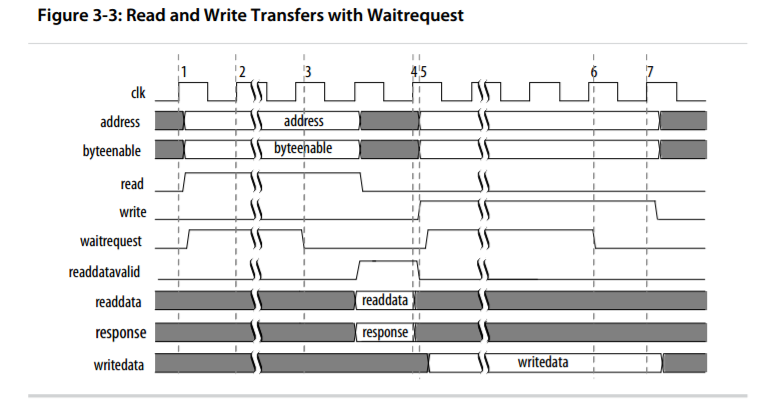 Figure 3-3: Read and Write Transfers with Waitrequest
1 2 3 4 5 6 7
clk
address address
byteenable byteenable
read
write
waitrequest
readdatavalid
readdata readdata
response response
writedata writedata